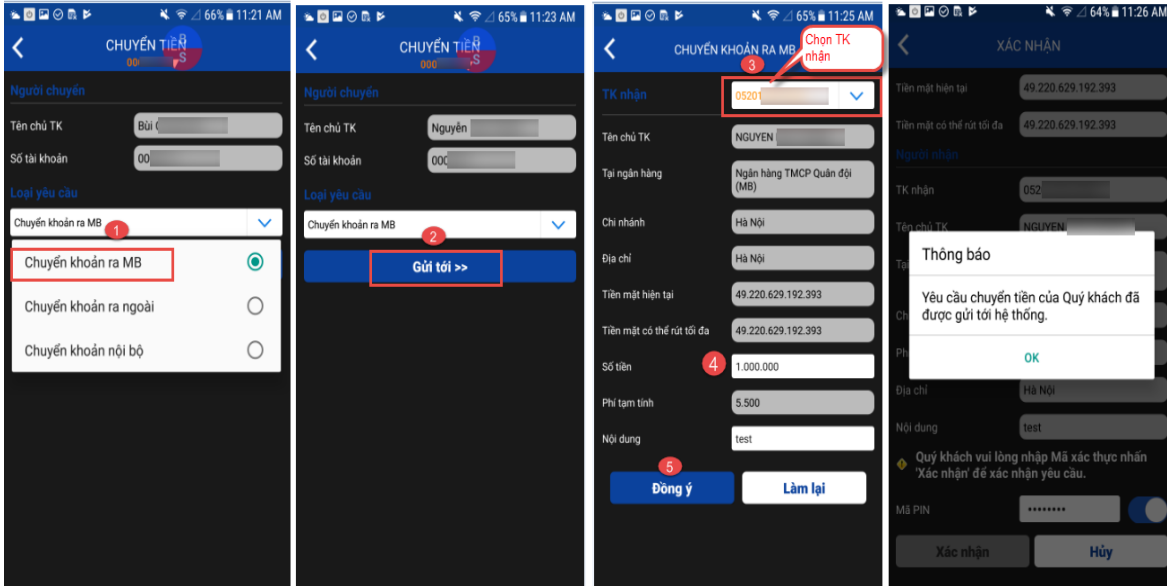 66% 11:21 AM
CHUYỂN TIỀN
00
B
S
Người chuyển
Tên chủ TK
Bùi
Số tài khoản
00
Loại yêu cầu
Chuyển khoản ra MB
1
Chuyển khoản ra MB
Chuyển khoản ra ngoài
Chuyển khoản nội bộ
65% 11:23 AM
CHUYỂN TIỀN
000
B
S
Người chuyển
Tên chủ TK
Nguyễn
Số tài khoản
000
Loại yêu cầu
Chuyển khoản ra MB
2
Gửi tới >>
65% 11:25 AM
CHUYỂN KHOẢN RA MB
Chọn TK
nhận
3
TK nhận
05201
Tên chủ TK
NGUYEN
Tại ngân hàng
Ngân hàng TMCP Quân đội
(MB)
Chi nhánh
Hà Nội
Địa chỉ
Hà Nội
Tiền mặt hiện tại
49.220.629.192.393
Tiền mặt có thể rút tối đa
49.220.629.192.393
Số tiền
4
1.000.000
Phí tạm tính
5.500
Nội dung
test
5
Đồng ý
Làm lại
64% 11:26 AM
XÁC NHẬN
Tiền mặt hiện tại
49.220.629.192.393
Tiền mặt có thể rút tối đa
49.220.629.192.393
Người nhận
TK nhận
052
Tên chủ TK
NGUYEN
Thông báo
Yêu cầu chuyển tiền của Quý khách đã
được gửi tới hệ thống.
OK
Địa chỉ
Hà Nội
Nội dung
test
Quý khách vui lòng nhập Mã xác thực nhấn
'Xác nhận' để xác nhận yêu cầu.
Mã PIN
Xác nhận
Hủy